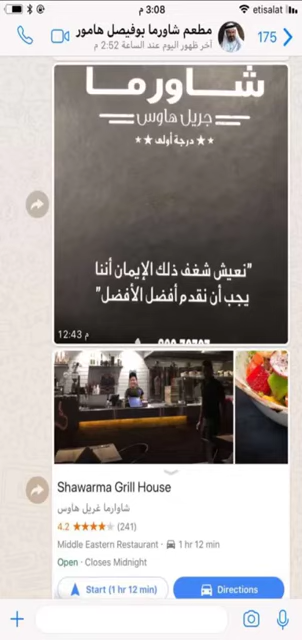 3:08 م
etisalat
175
مطعم شاورما بوفيصل هامور
آخر ظهور اليوم عند الساعة 2:52 م
شاورما
جريل هاوس
درجة أولى
"نعيش شغف ذلك الإيمان أننا
يجب أن نقدم أفضل الأفضل"
12:43 م
Shawarma Grill House
شاوارما غريل هاوس
4.2 (241)
Middle Eastern Restaurant · 1 hr 12 min
Open · Closes Midnight
Start (1 hr 12 min)
Directions